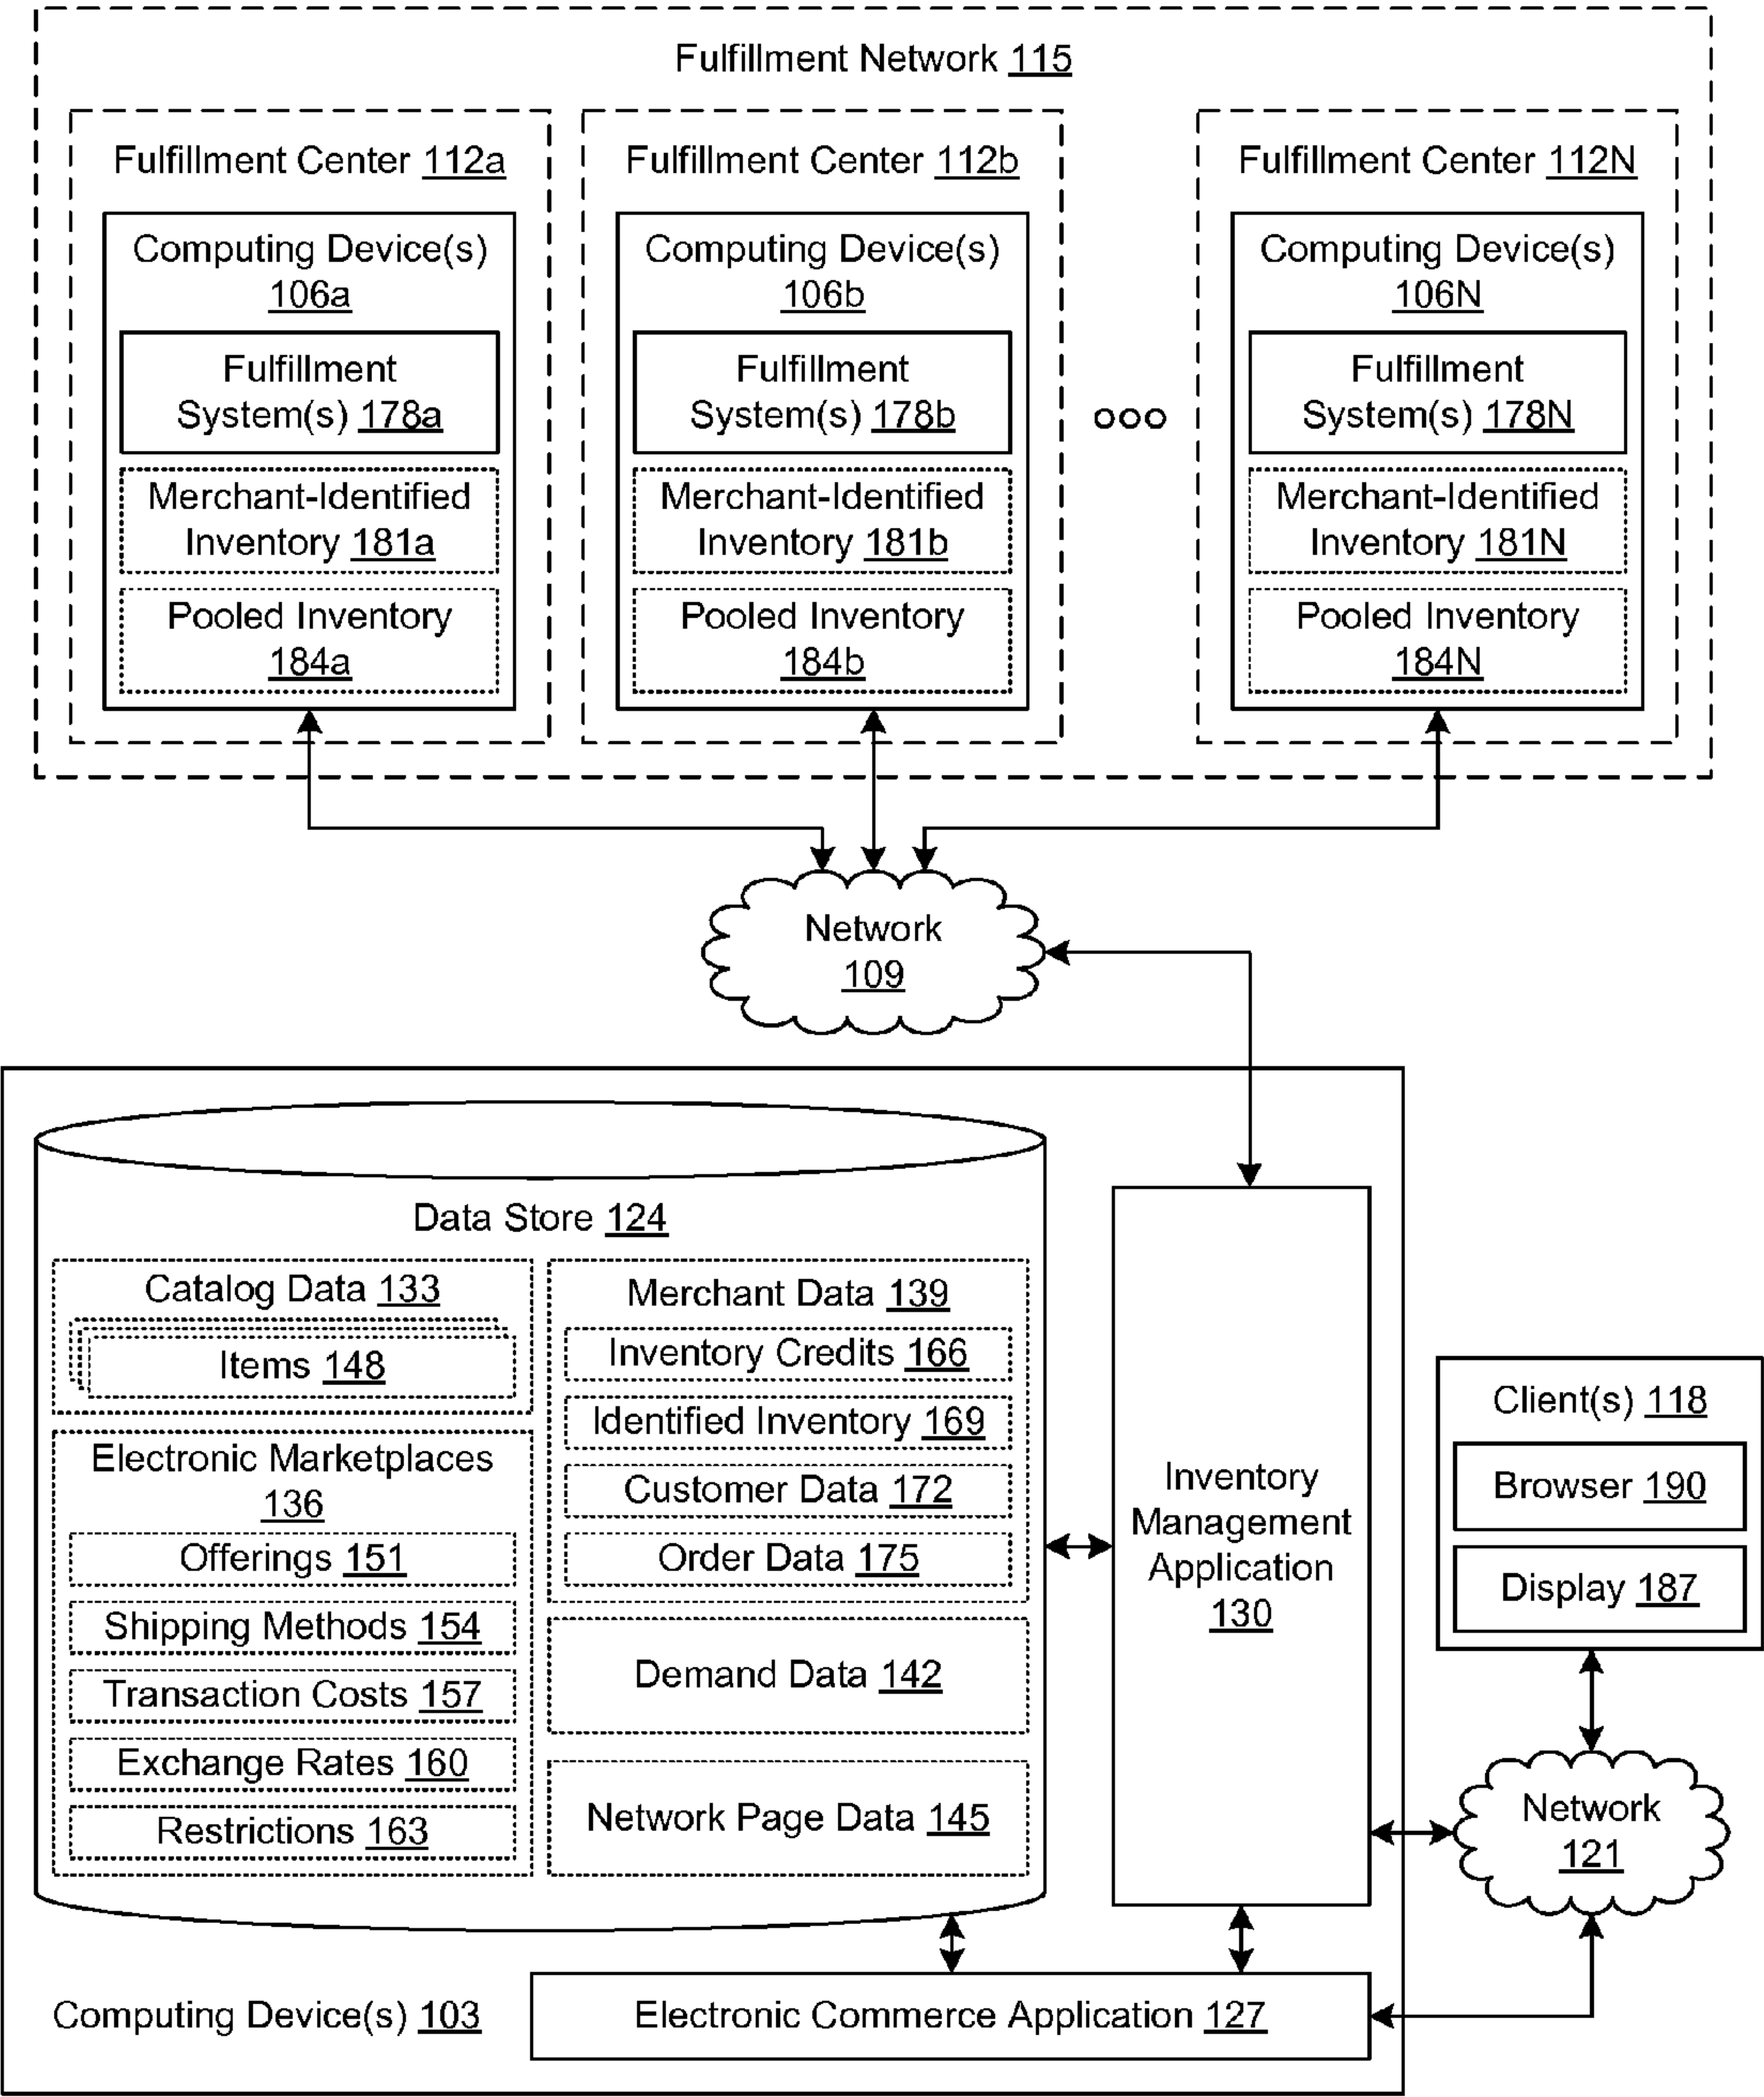 Fulfillment Network 115
Fulfillment Center 112a
Computing Device(s)
106a
Fulfillment
System(s) 178a
Merchant-Identified
Inventory 181a
Pooled Inventory
184a
Fulfillment Center 112b
Computing Device(s)
106b
Fulfillment
System(s) 178b
Merchant-Identified
Inventory 181b
Pooled Inventory
184b
Fulfillment Center 112N
Computing Device(s)
106N
Fulfillment
System(s) 178N
Merchant-Identified
Inventory 181N
Pooled Inventory
184N
Network
109
Data Store 124
Catalog Data 133
Items 148
Electronic Marketplaces
136
Offerings 151
Shipping Methods 154
Transaction Costs 157
Exchange Rates 160
Restrictions 163
Merchant Data 139
Inventory Credits 166
Identified Inventory 169
Customer Data 172
Order Data 175
Demand Data 142
Network Page Data 145
Inventory
Management
Application
130
Client(s) 118
Browser 190
Display 187
Network
121
Computing Device(s) 103
Electronic Commerce Application 127